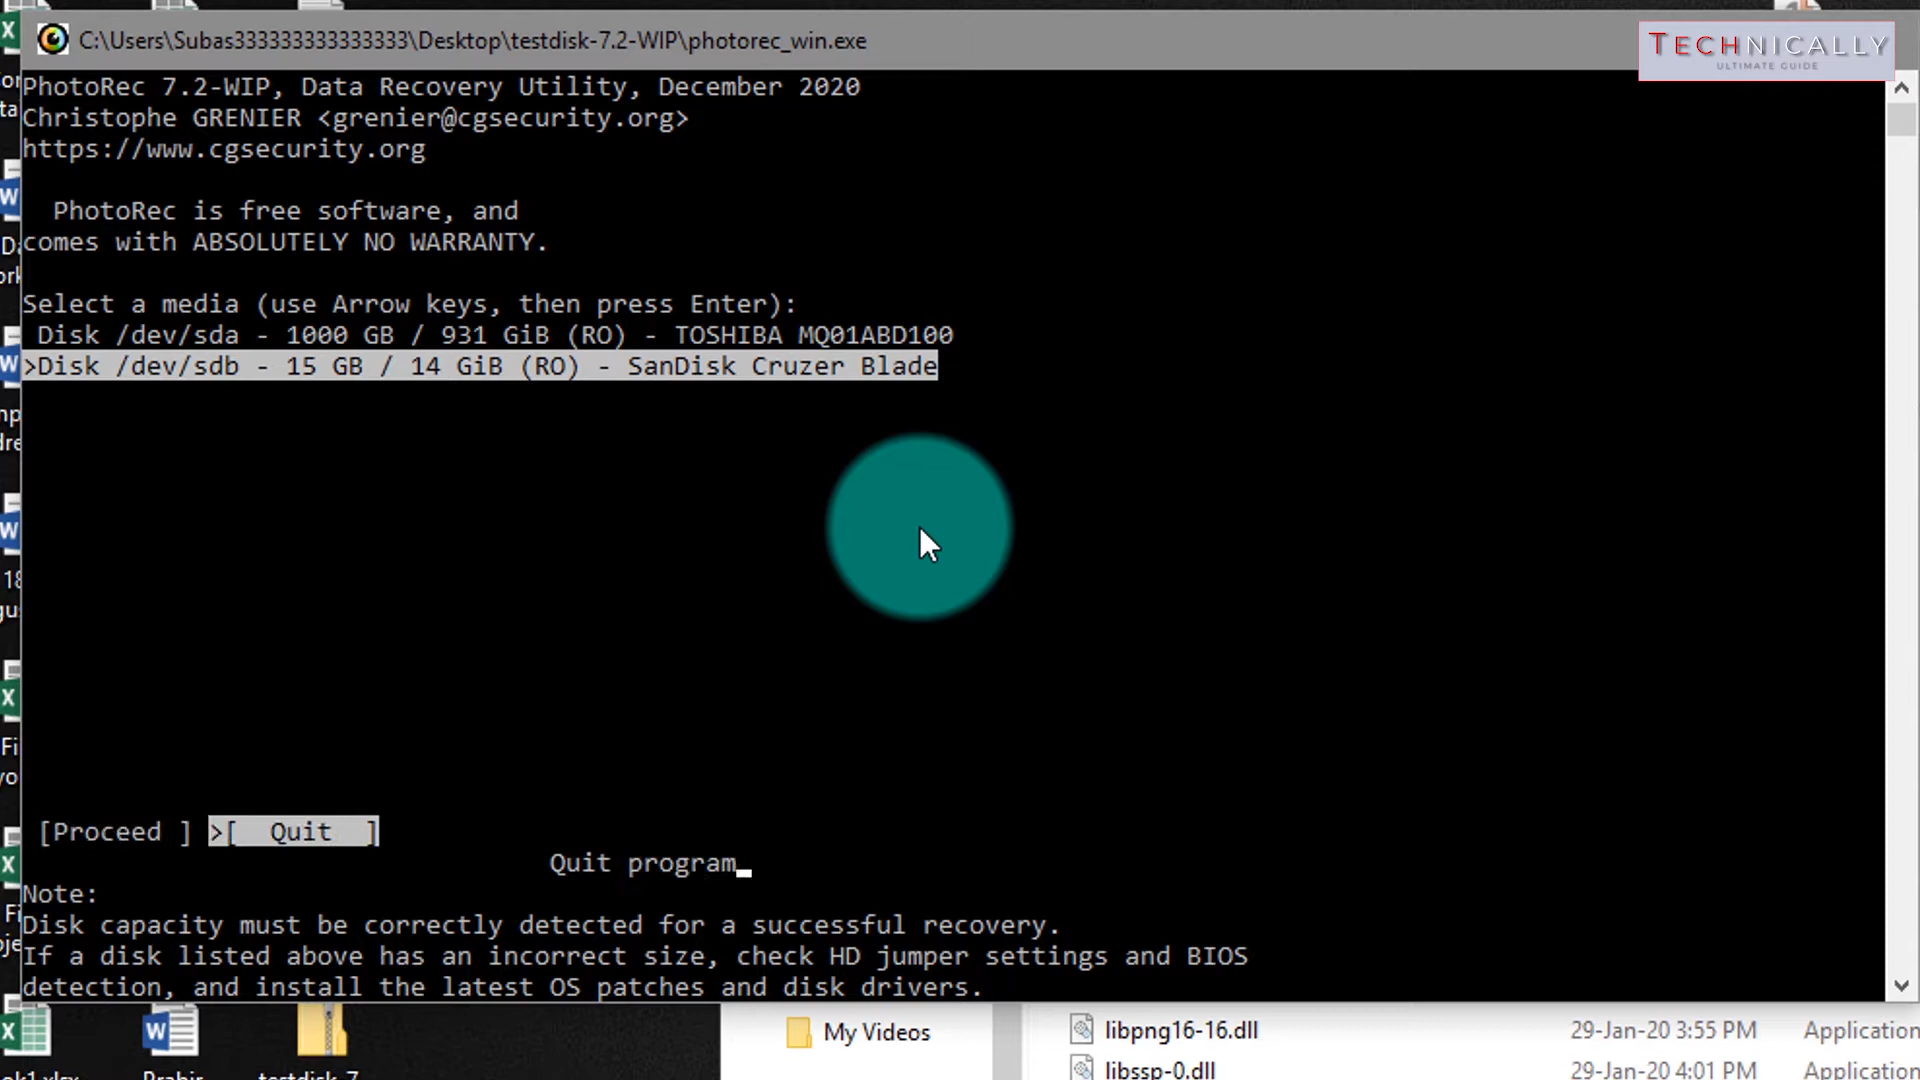 C:\Users\Subas333333333333333\Desktop\testdisk-7.2-WIP\photorec_win.exe
TECHNICALLY
ULTIMATE GUIDE
PhotoRec 7.2-WIP, Data Recovery Utility, December 2020
Christophe GRENIER <grenier@cgsecurity.org>
https://www.cgsecurity.org
PhotoRec is free software, and
comes with ABSOLUTELY NO WARRANTY.
Select a media (use Arrow keys, then press Enter):
Disk /dev/sda - 1000 GB / 931 GiB (RO) - TOSHIBA MQ01ABD100
>Disk /dev/sdb - 15 GB / 14 GiB (RO) - SanDisk Cruzer Blade
[Proceed ] >[ Quit ]
Quit program_
Note:
Disk capacity must be correctly detected for a successful recovery.
If a disk listed above has an incorrect size, check HD jumper settings and BIOS
detection, and install the latest OS patches and disk drivers.
My Videos
libpng16-16.dll 29-Jan-20 3:55 PM Application
libssp-0.dll 29-Jan-20 4:01 PM Application